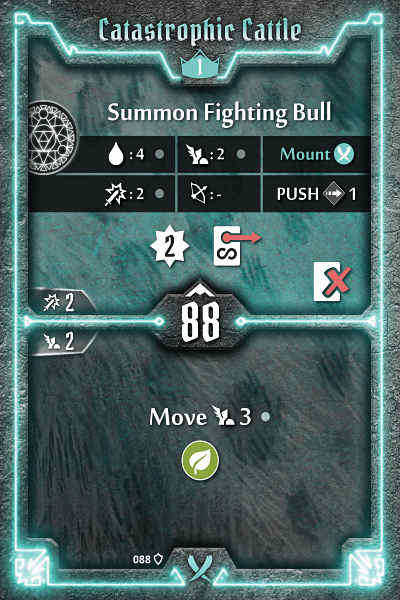 Catastrophic Cattle
1
Summon Fighting Bull
: 4 : 2 Mount
: 2 : - PUSH 1
2
2
88
2
Move 3
088